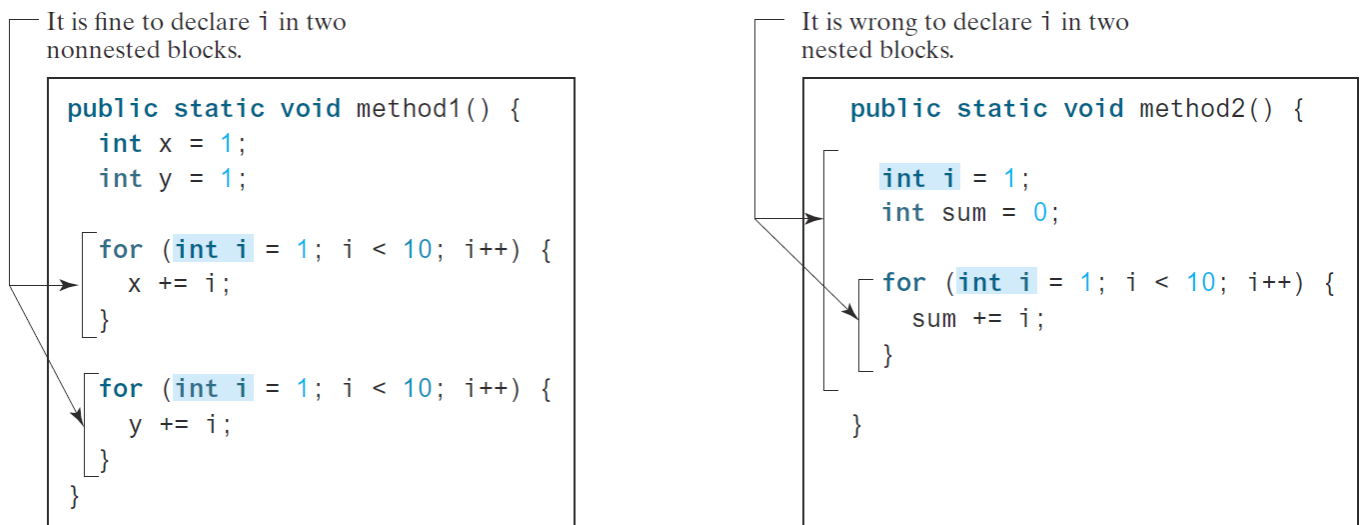 It is fine to declare i in two
nonnested blocks.
public static void method1() {
int x = 1;
int y = 1;
for (int i = 1; i < 10; i++) {
x += i;
}
for (int i = 1; i < 10; i++) {
y += i;
}
}
It is wrong to declare i in two
nested blocks.
public static void method2() {
int i = 1;
int sum = 0;
for (int i = 1; i < 10; i++) {
sum += i;
}
}